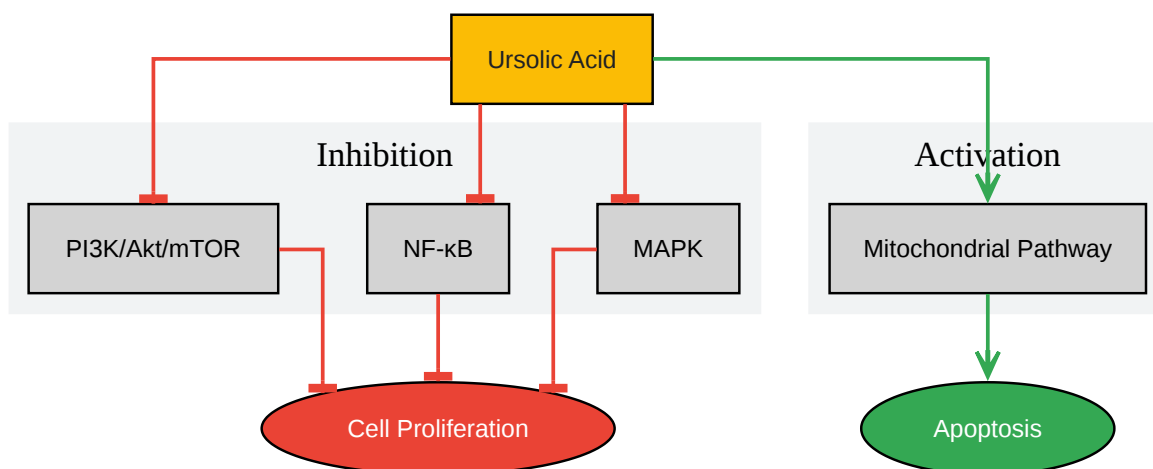 Ursolic Acid
Inhibition
Activation
PI3K/Akt/mTOR
NF-κB
MAPK
Mitochondrial Pathway
Cell Proliferation
Apoptosis